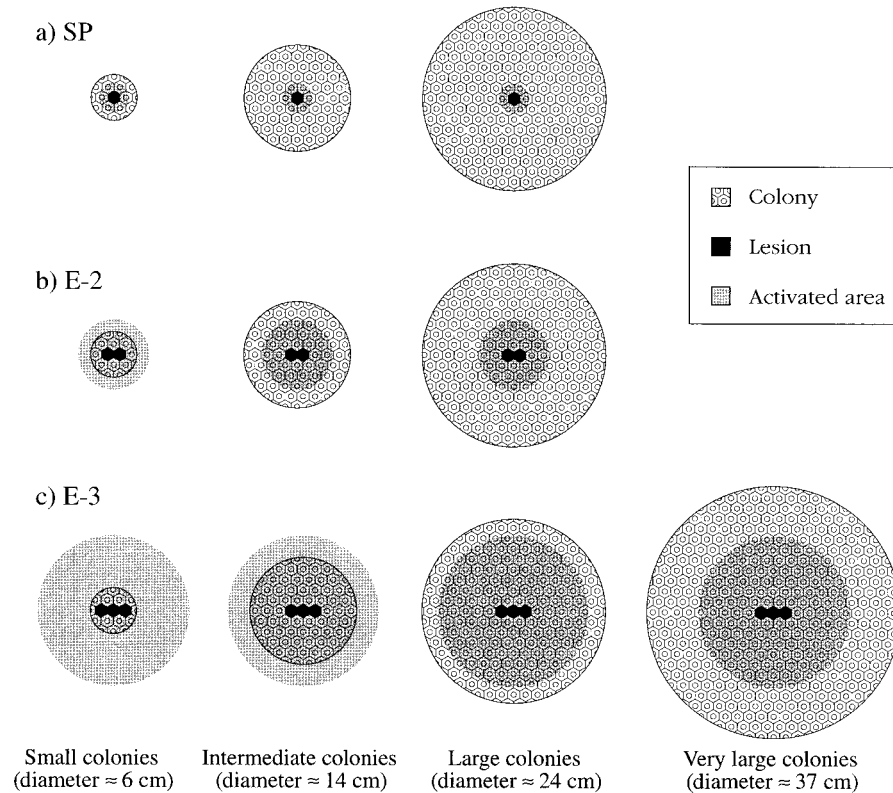 a) SP
Colony
Lesion
Activated area
b) E-2
c) E-3
Small colonies
(diameter ≈ 6 cm)
Intermediate colonies
(diameter ≈ 14 cm)
Large colonies
(diameter ≈ 24 cm)
Very large colonies
(diameter ≈ 37 cm)